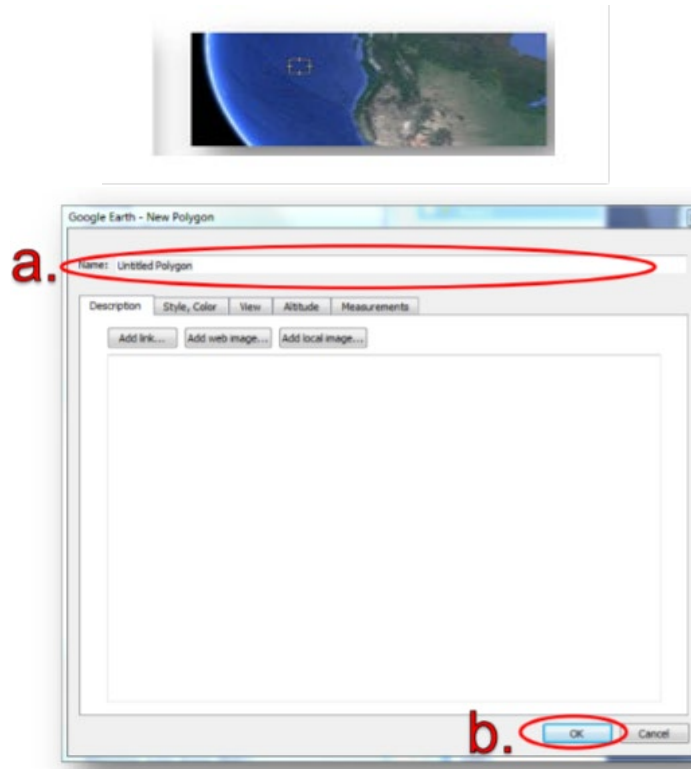 Google Earth - New Polygon
a.
Name: Untitled Polygon
Description Style, Color View Altitude Measurements
Add link... Add web image... Add local image...
b.
OK Cancel